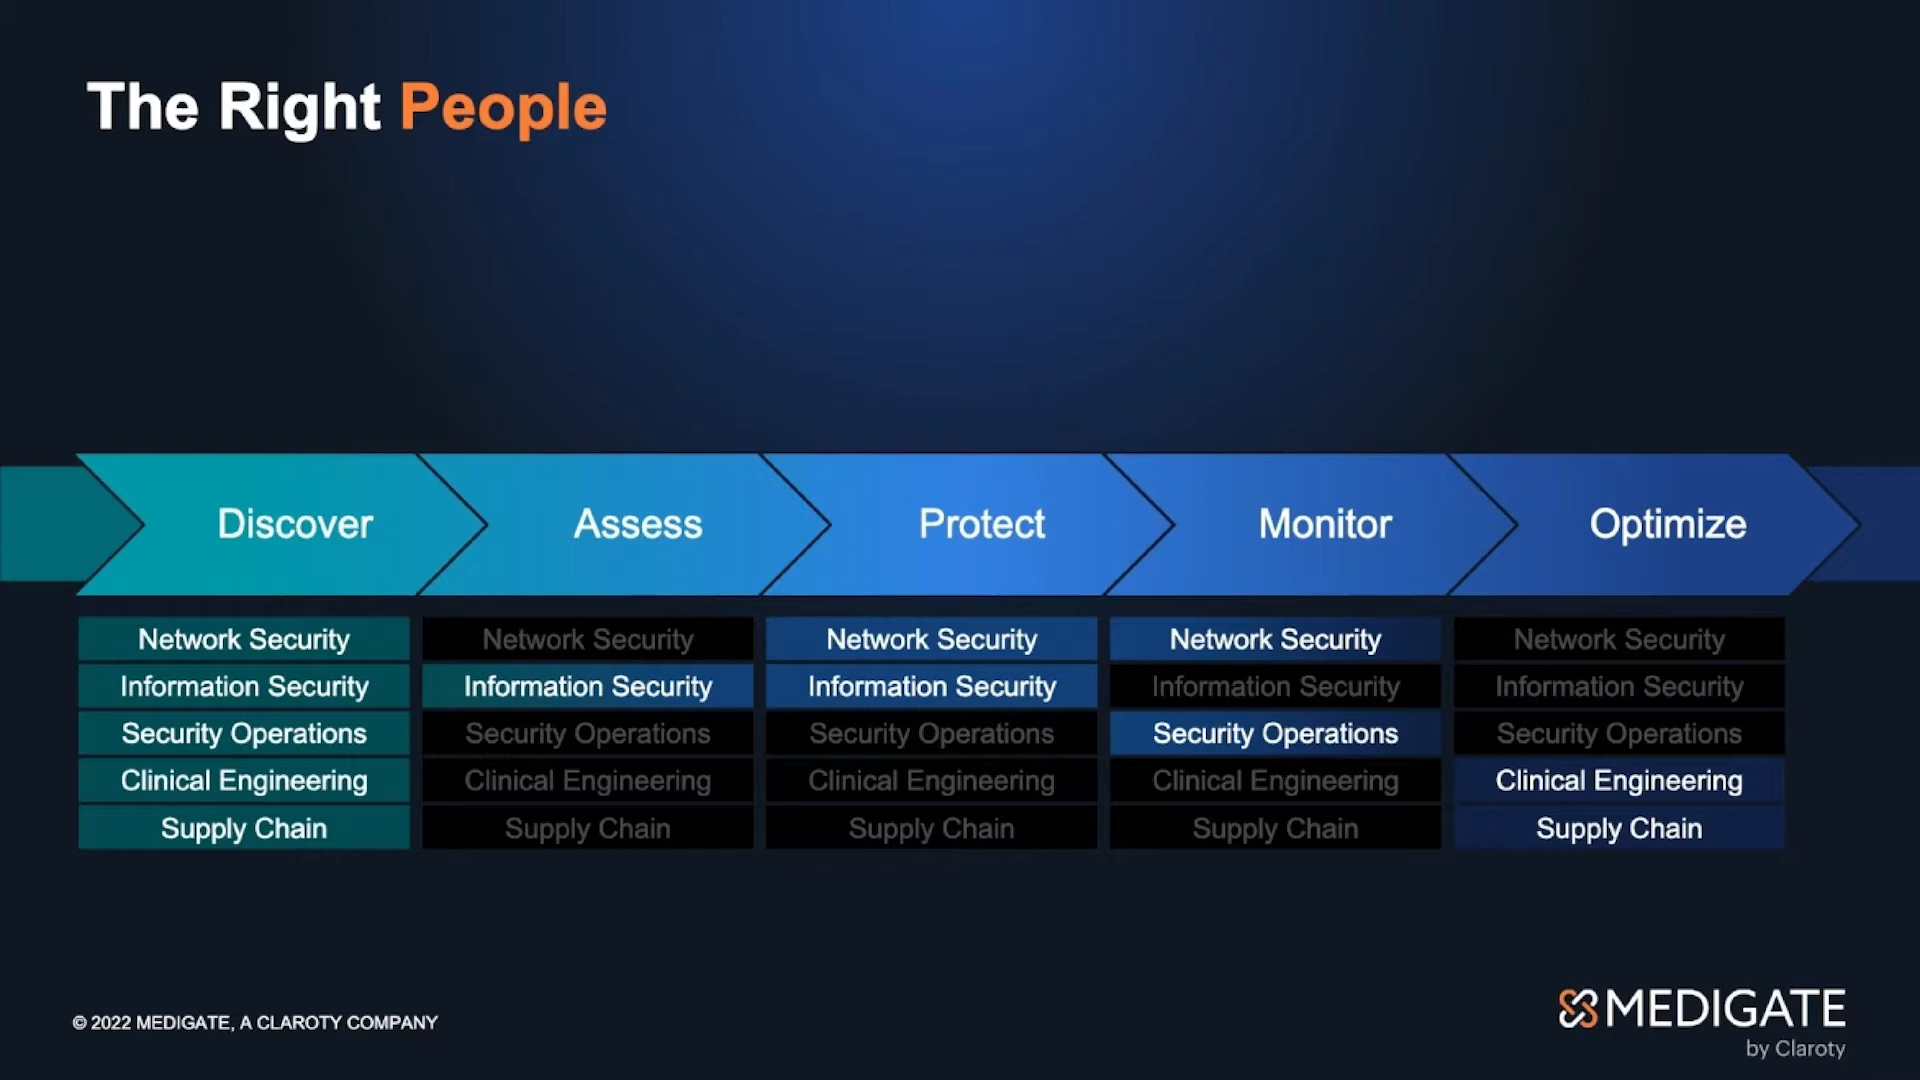 The Right People
Discover
Assess
Protect
Monitor
Optimize
Network Security
Information Security
Security Operations
Clinical Engineering
Supply Chain
Network Security
Information Security
Security Operations
Clinical Engineering
Supply Chain
Network Security
Information Security
Security Operations
Clinical Engineering
Supply Chain
Network Security
Information Security
Security Operations
Clinical Engineering
Supply Chain
Network Security
Information Security
Security Operations
Clinical Engineering
Supply Chain
© 2022 MEDIGATE, A CLAROTY COMPANY
MEDIGATE
by Claroty